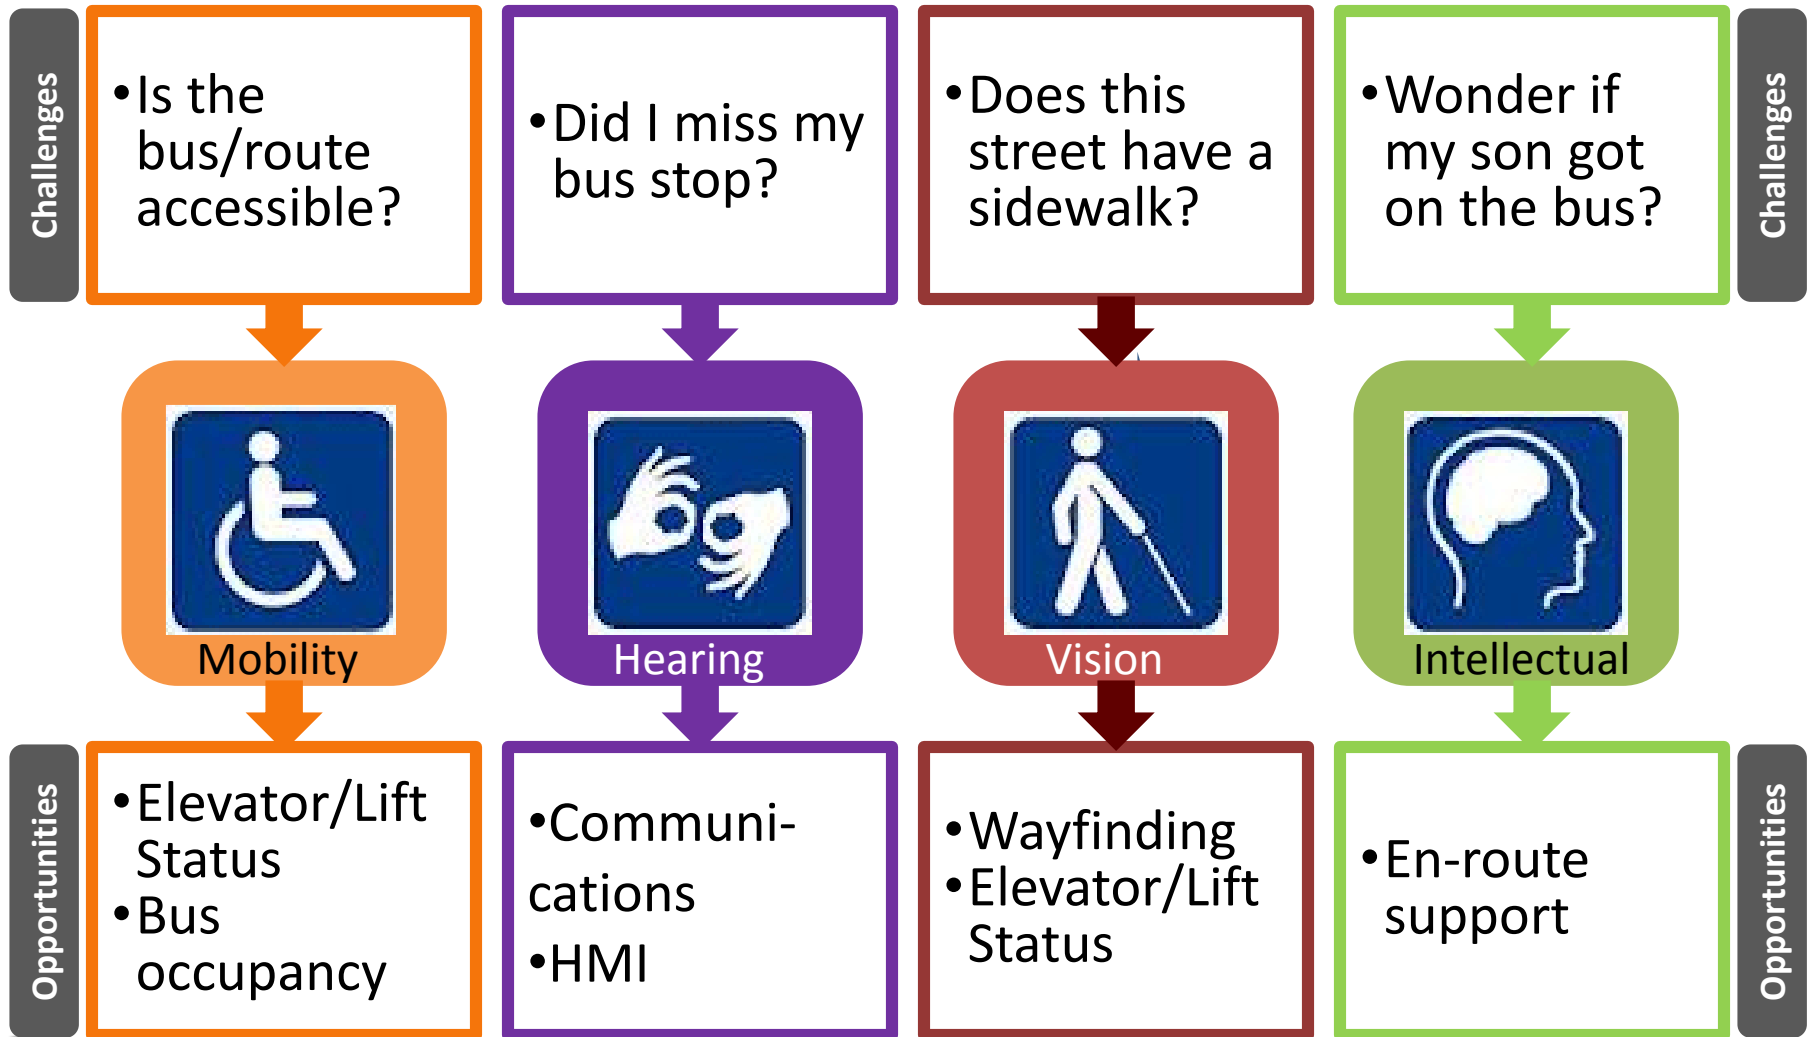 Challenges
•Is the
bus/route
accessible?
•Did I miss my
bus stop?
•Does this
street have a
sidewalk?
•Wonder if
my son got
on the bus?
Challenges
Mobility
Hearing
Vision
Intellectual
Opportunities
•Elevator/Lift
Status
•Bus
occupancy
•Communi-
cations
•HMI
•Wayfinding
•Elevator/Lift
Status
•En-route
support
Opportunities